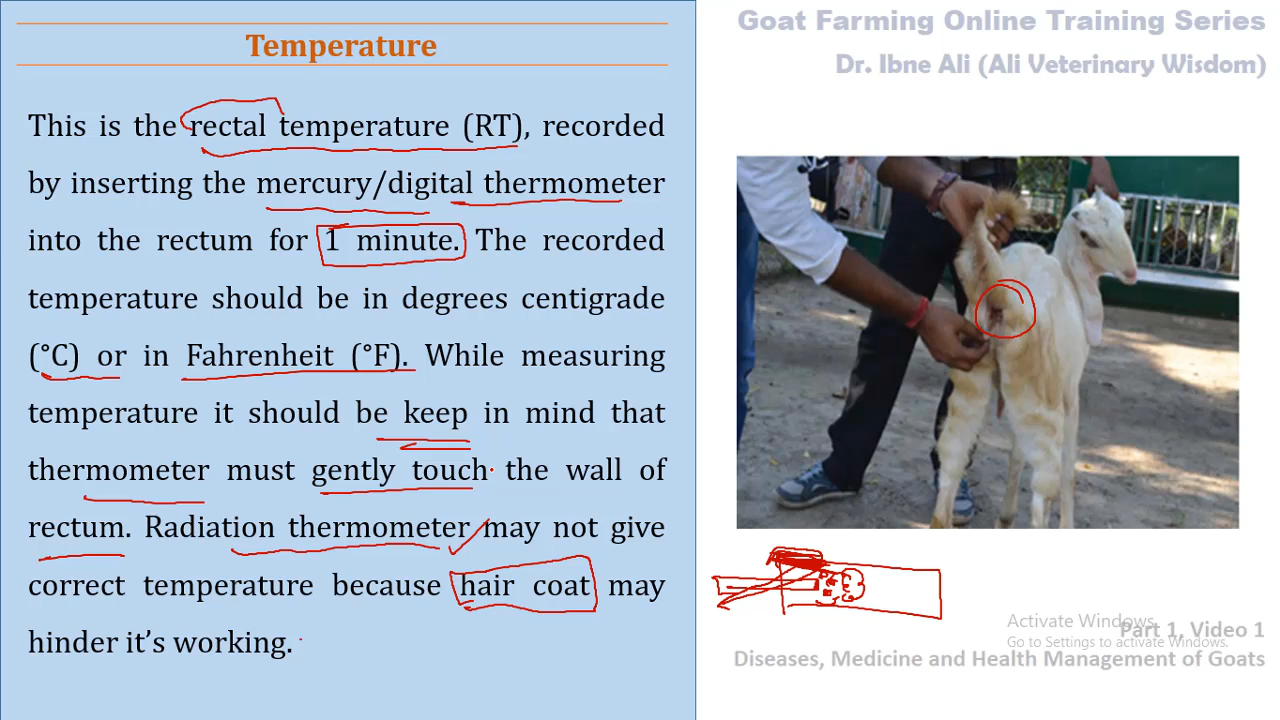 Temperature
This is the rectal temperature (RT), recorded
by inserting the mercury/digital thermometer
into the rectum for 1 minute. The recorded
temperature should be in degrees centigrade
(°C) or in Fahrenheit (°F). While measuring
temperature it should be keep in mind that
thermometer must gently touch the wall of
rectum. Radiation thermometer may not give
correct temperature because hair coat may
hinder it’s working.
Goat Farming Online Training Series
Dr. Ibne Ali (Ali Veterinary Wisdom)
Activate Windows
Go to Settings to activate Windows.
Part 1, Video 1
Diseases, Medicine and Health Management of Goats